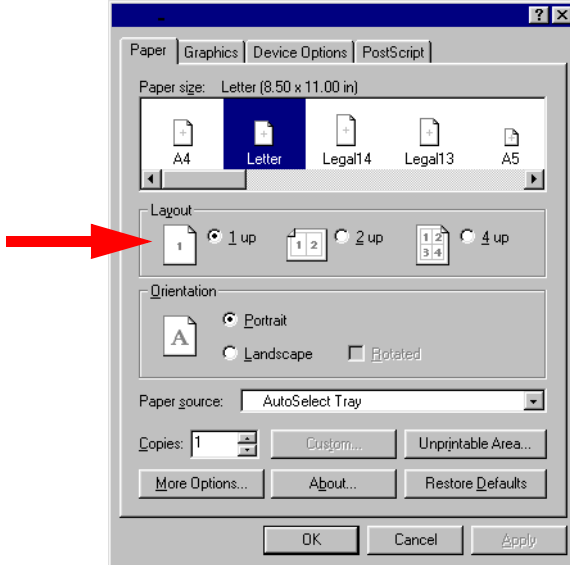 Paper Graphics Device Options PostScript
Paper size: Letter (8.50 x 11.00 in)
A4 Letter Legal14 Legal13 A5
Layout
1 1 up 1 2 2 up 1 2 3 4 4 up
Orientation
A Portrait
Landscape Rotated
Paper source: AutoSelect Tray
Copies: 1 Custom... Unprintable Area...
More Options... About... Restore Defaults
OK Cancel Apply